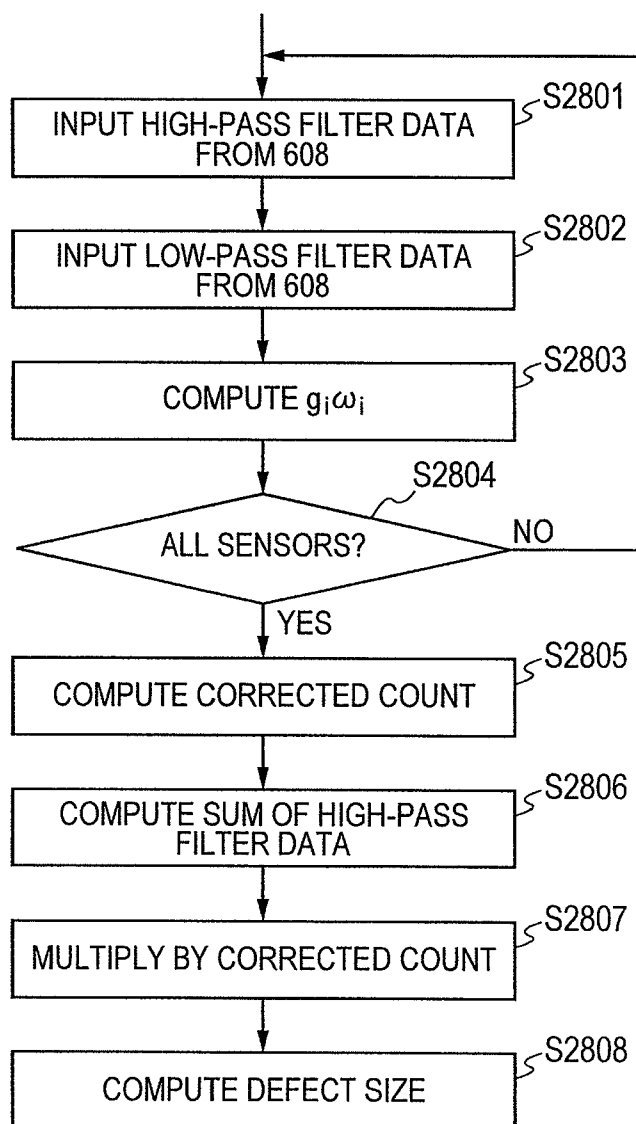 S2801
INPUT HIGH-PASS FILTER DATA
FROM 608
S2802
INPUT LOW-PASS FILTER DATA
FROM 608
S2803
COMPUTE gᵢωᵢ
S2804
ALL SENSORS?
NO
YES
S2805
COMPUTE CORRECTED COUNT
S2806
COMPUTE SUM OF HIGH-PASS
FILTER DATA
S2807
MULTIPLY BY CORRECTED COUNT
S2808
COMPUTE DEFECT SIZE